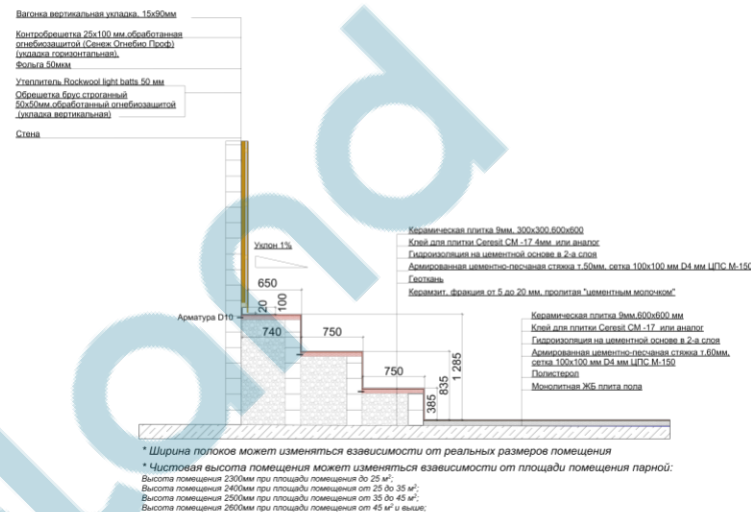 Вагонка вертикальная укладка, 15х90мм
Контробрешетка 25х100 мм,обработанная
огнебиозащитой (Сенеж Огнебио Проф)
(укладка горизонтальная).
Фольга 50мкм
Утеплитель Rockwool light batts 50 мм
Обрешетка брус строганный
50х50мм,обработанный огнебиозащитой
(укладка вертикальная)
Стена
Уклон 1%
650
20
100
Арматура D10
740
750
750
385
835
1 285
Керамическая плитка 9мм, 300х300,600х600
Клей для плитки Ceresit CM -17 4мм или аналог
Гидроизоляция на цементной основе в 2-а слоя
Армированная цементно-песчаная стяжка т.50мм, сетка 100х100 мм D4 мм ЦПС М-150
Геоткань
Керамзит, фракция от 5 до 20 мм, пролитая "цементным молочком"
Керамическая плитка 9мм,600х600 мм
Клей для плитки Ceresit CM -17 или аналог
Гидроизоляция на цементной основе в 2-а слоя
Армированная цементно-песчаная стяжка т.60мм,
сетка 100х100 мм D4 мм ЦПС М-150
Полистерол
Монолитная ЖБ плита пола
* Ширина полоков может изменяться взависимости от реальных размеров помещения
* Чистовая высота помещения может изменяться взависимости от площади помещения парной:
Высота помещения 2300мм при площади помещения до 25 м²;
Высота помещения 2400мм при площади помещения от 25 до 35 м²;
Высота помещения 2500мм при площади помещения от 35 до 45 м²;
Высота помещения 2600мм при площади помещения от 45 м² и выше;